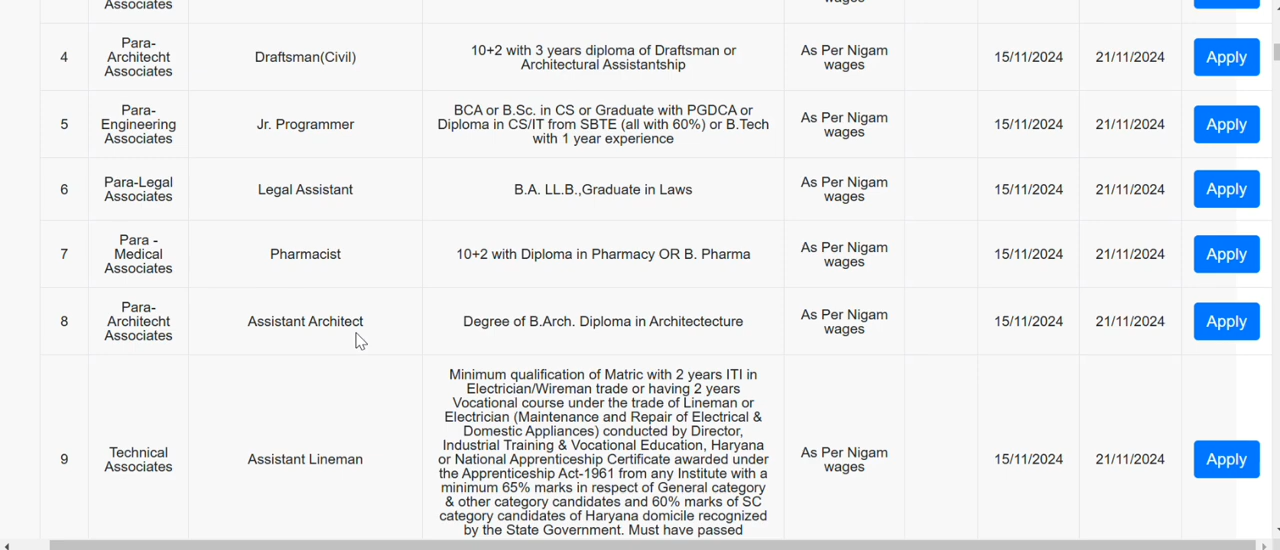 Associates
wages
4
Para-
Architecht
Associates
Draftsman(Civil)
10+2 with 3 years diploma of Draftsman or
Architectural Assistantship
As Per Nigam
wages
15/11/2024
21/11/2024
Apply
5
Para-
Engineering
Associates
Jr. Programmer
BCA or B.Sc. in CS or Graduate with PGDCA or
Diploma in CS/IT from SBTE (all with 60%) or B.Tech
with 1 year experience
As Per Nigam
wages
15/11/2024
21/11/2024
Apply
6
Para-Legal
Associates
Legal Assistant
B.A. LL.B.,Graduate in Laws
As Per Nigam
wages
15/11/2024
21/11/2024
Apply
7
Para -
Medical
Associates
Pharmacist
10+2 with Diploma in Pharmacy OR B. Pharma
As Per Nigam
wages
15/11/2024
21/11/2024
Apply
8
Para-
Architecht
Associates
Assistant Architect
Degree of B.Arch. Diploma in Architectecture
As Per Nigam
wages
15/11/2024
21/11/2024
Apply
9
Technical
Associates
Assistant Lineman
Minimum qualification of Matric with 2 years ITI in
Electrician/Wireman trade or having 2 years
Vocational course under the trade of Lineman or
Electrician (Maintenance and Repair of Electrical &
Domestic Appliances) conducted by Director,
Industrial Training & Vocational Education, Haryana
or National Apprenticeship Certificate awarded under
the Apprenticeship Act-1961 from any Institute with a
minimum 65% marks in respect of General category
& other category candidates and 60% marks of SC
category candidates of Haryana domicile recognized
by the State Government. Must have passed
As Per Nigam
wages
15/11/2024
21/11/2024
Apply